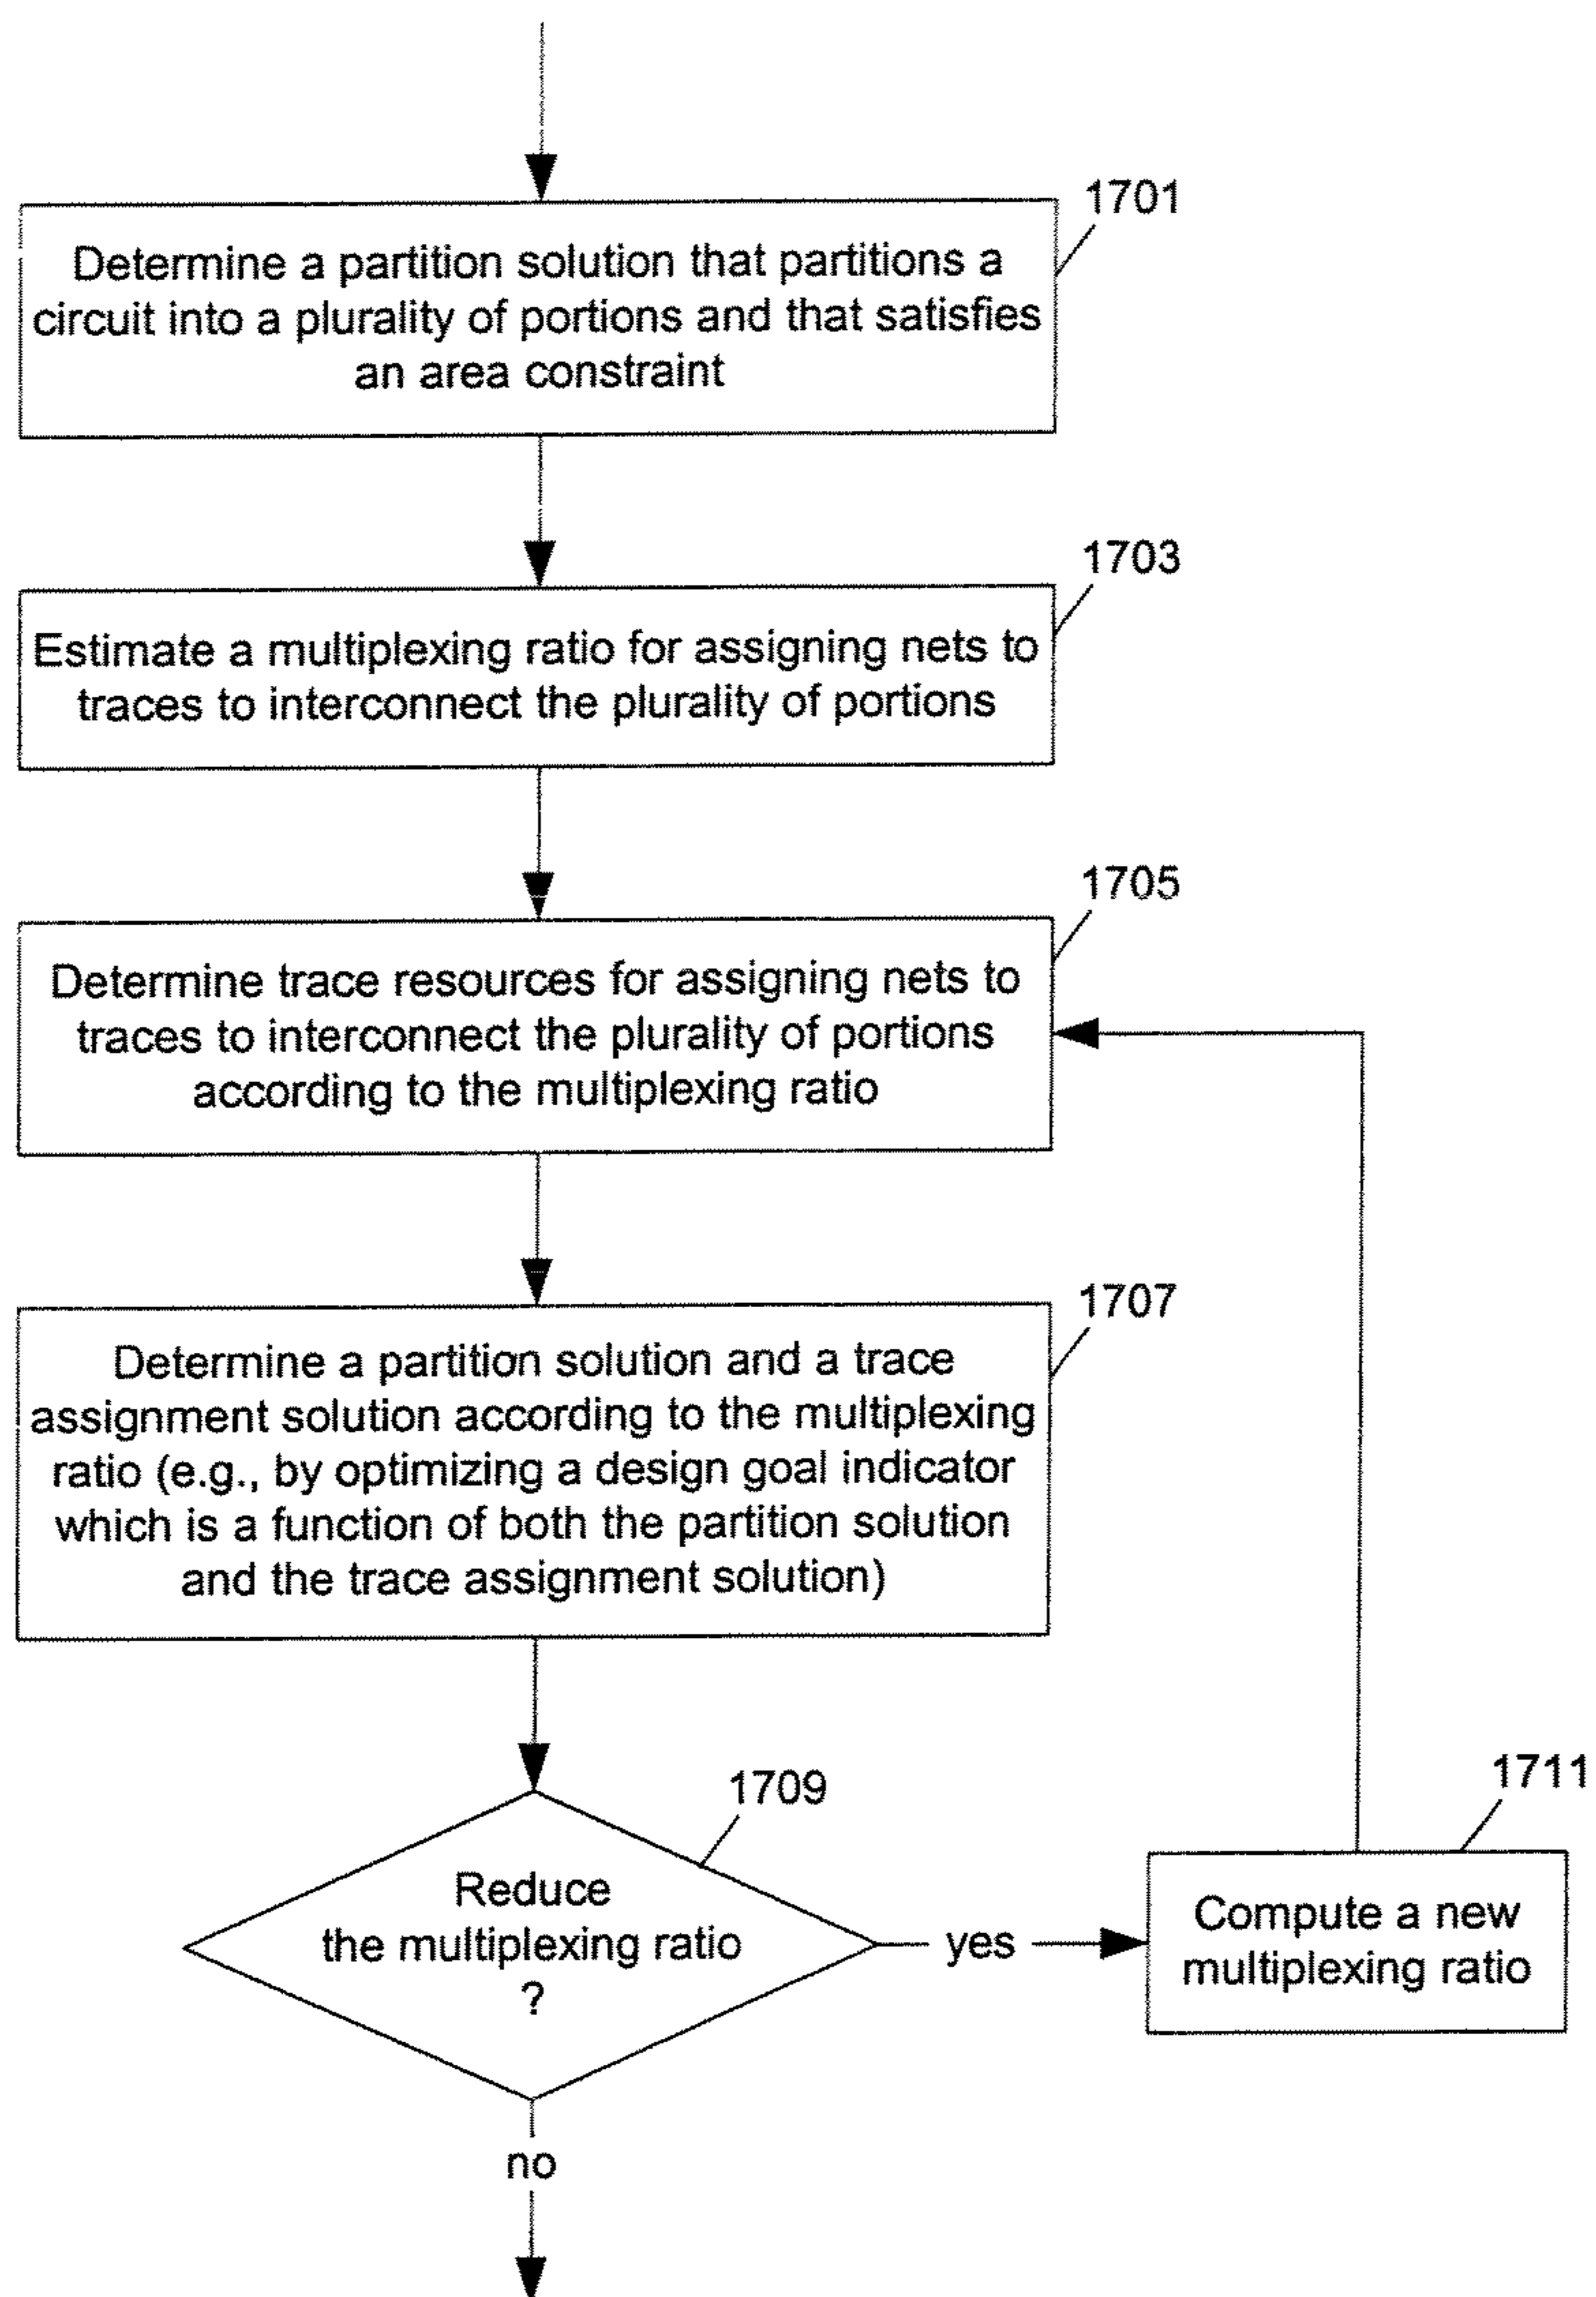 1701
Determine a partition solution that partitions a
circuit into a plurality of portions and that satisfies
an area constraint
1703
Estimate a multiplexing ratio for assigning nets to
traces to interconnect the plurality of portions
1705
Determine trace resources for assigning nets to
traces to interconnect the plurality of portions
according to the multiplexing ratio
1707
Determine a partition solution and a trace
assignment solution according to the multiplexing
ratio (e.g., by optimizing a design goal indicator
which is a function of both the partition solution
and the trace assignment solution)
1709
Reduce
the multiplexing ratio
?
yes
1711
Compute a new
multiplexing ratio
no